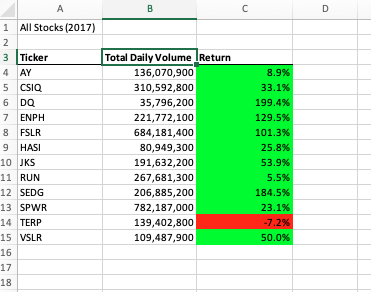 A B C D
1 All Stocks (2017)
2
3 Ticker Total Daily Volume Return
4 AY 136,070,900 8.9%
5 CSIQ 310,592,800 33.1%
6 DQ 35,796,200 199.4%
7 ENPH 221,772,100 129.5%
8 FSLR 684,181,400 101.3%
9 HASI 80,949,300 25.8%
10 JKS 191,632,200 53.9%
11 RUN 267,681,300 5.5%
12 SEDG 206,885,200 184.5%
13 SPWR 782,187,000 23.1%
14 TERP 139,402,800 -7.2%
15 VSLR 109,487,900 50.0%
16
17
18